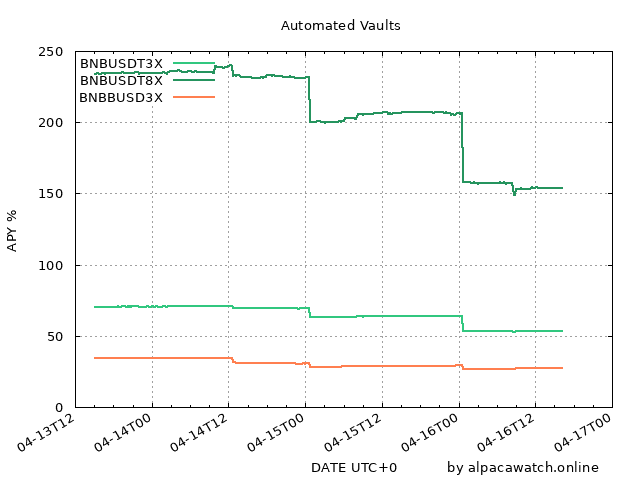 Automated Vaults
APY %
250
200
150
100
50
0
BNBUSDT3X
BNBUSDT8X
BNBBUSD3X
04-13T12
04-14T00
04-14T12
04-15T00
04-15T12
04-16T00
04-16T12
04-17T00
DATE UTC+0
by alpacawatch.online